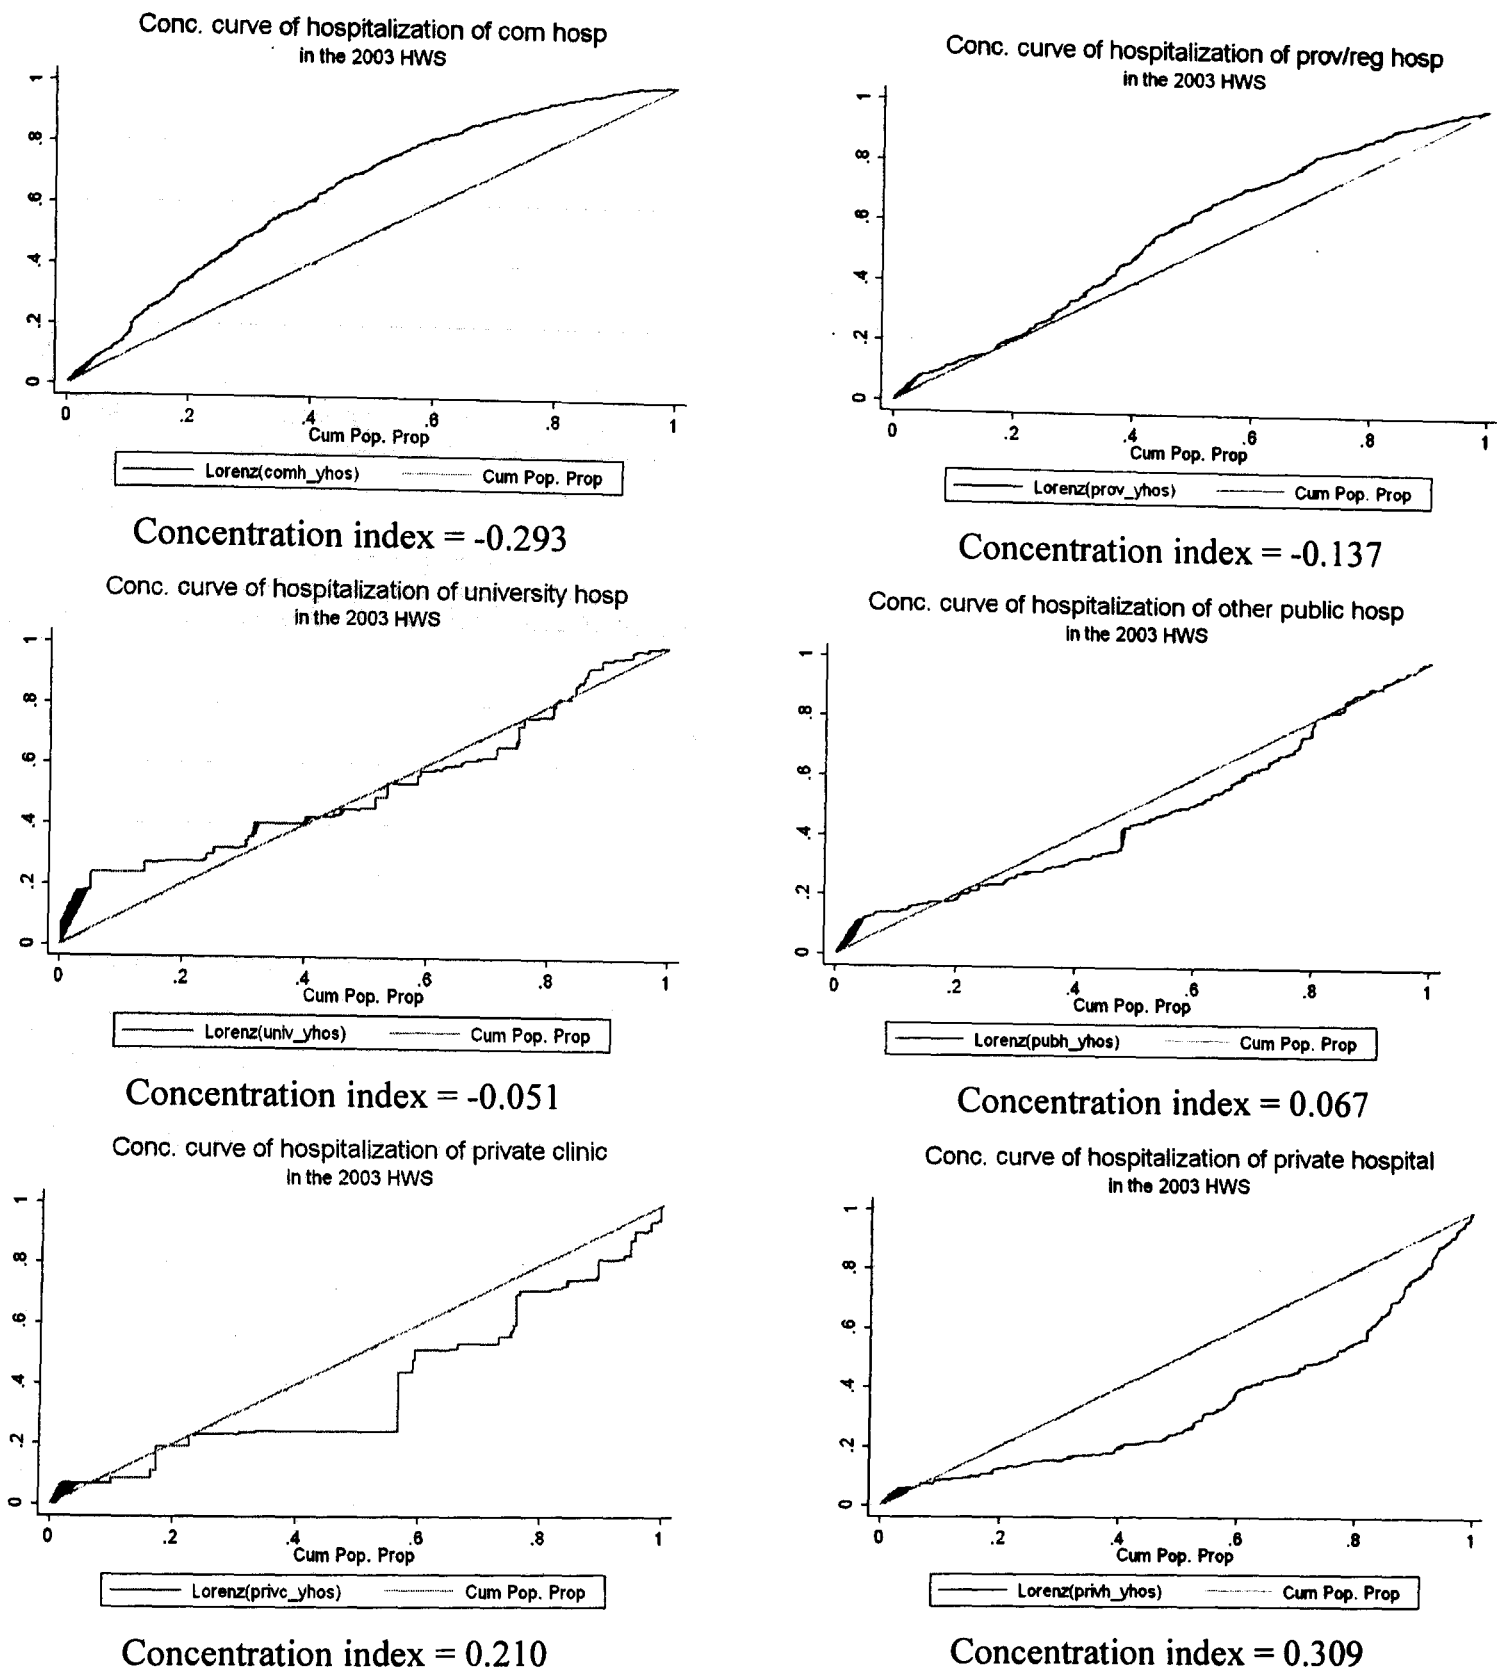 Conc. curve of hospitalization of com hosp
in the 2003 HWS
1
.8
.6
.4
.2
0
0 .2 .4 .6 .8 1
Cum Pop. Prop
Lorenz(comh_yhos) Cum Pop. Prop
Concentration index = -0.293
Conc. curve of hospitalization of prov/reg hosp
in the 2003 HWS
1
.8
.6
.4
.2
0
0 .2 .4 .6 .8 1
Cum Pop. Prop
Lorenz(prov_yhos) Cum Pop. Prop
Concentration index = -0.137
Conc. curve of hospitalization of university hosp
in the 2003 HWS
1
.8
.6
.4
.2
0
0 .2 .4 .6 .8 1
Cum Pop. Prop
Lorenz(univ_yhos) Cum Pop. Prop
Concentration index = -0.051
Conc. curve of hospitalization of other public hosp
in the 2003 HWS
1
.8
.6
.4
.2
0
0 .2 .4 .6 .8 1
Cum Pop. Prop
Lorenz(pubh_yhos) Cum Pop. Prop
Concentration index = 0.067
Conc. curve of hospitalization of private clinic
in the 2003 HWS
1
.8
.6
.4
.2
0
0 .2 .4 .6 .8 1
Cum Pop. Prop
Lorenz(privc_yhos) Cum Pop. Prop
Concentration index = 0.210
Conc. curve of hospitalization of private hospital
in the 2003 HWS
1
.8
.6
.4
.2
0
0 .2 .4 .6 .8 1
Cum Pop. Prop
Lorenz(privh_yhos) Cum Pop. Prop
Concentration index = 0.309